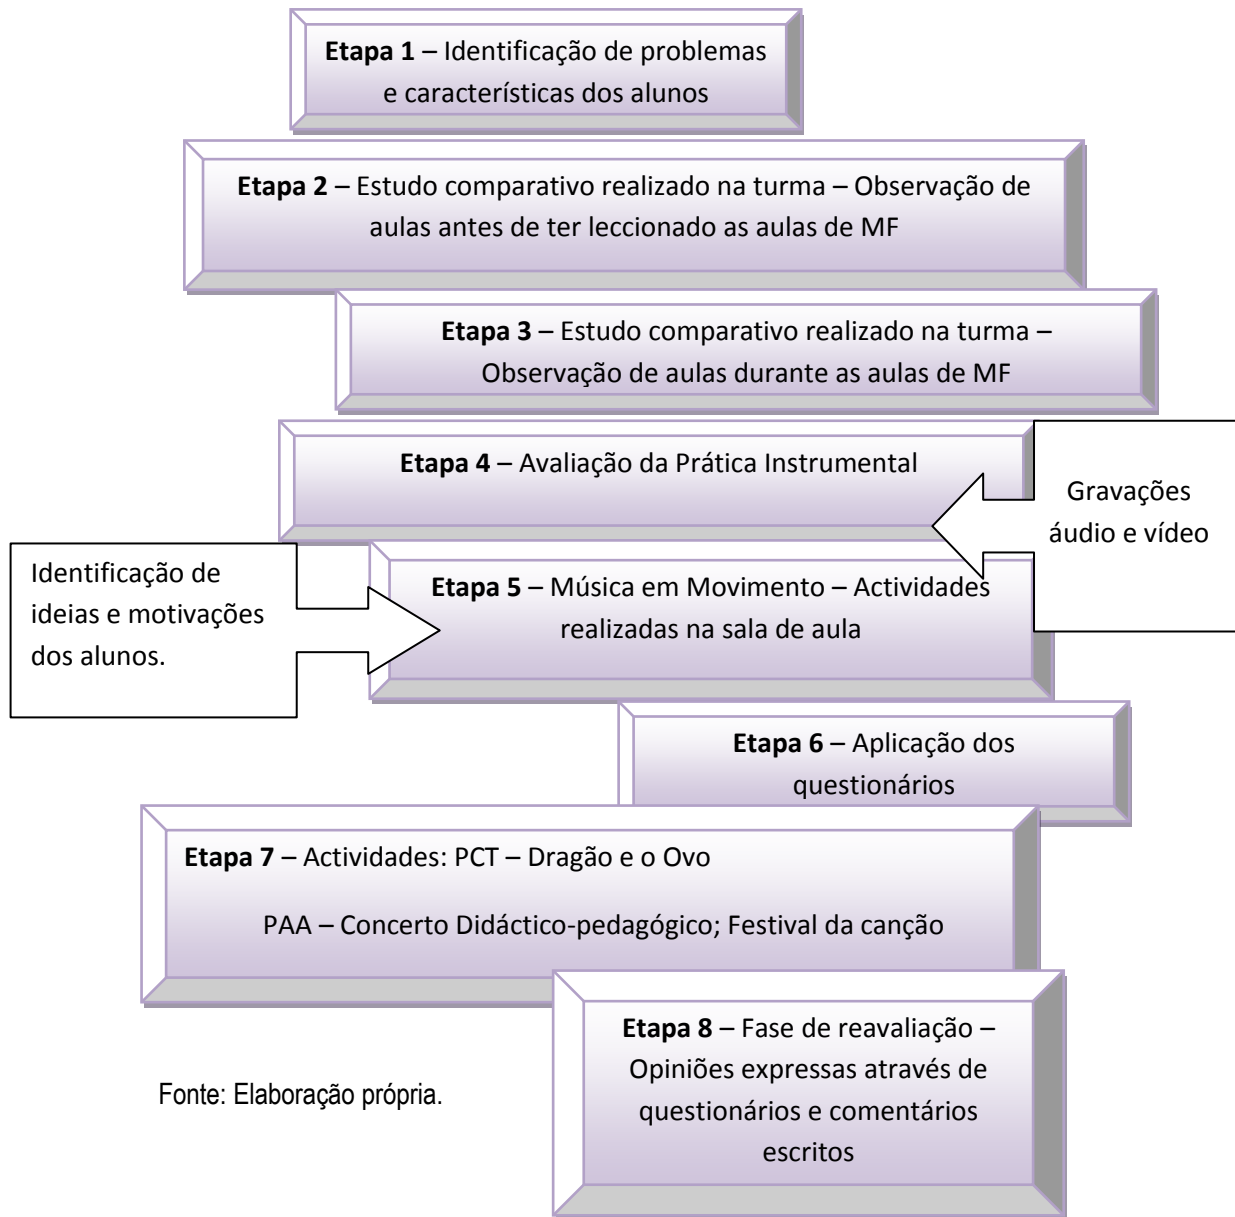 Etapa 1 – Identificação de problemas
e características dos alunos
Etapa 2 – Estudo comparativo realizado na turma – Observação de
aulas antes de ter leccionado as aulas de MF
Etapa 3 – Estudo comparativo realizado na turma –
Observação de aulas durante as aulas de MF
Etapa 4 – Avaliação da Prática Instrumental
Gravações
áudio e vídeo
Identificação de
ideias e motivações
dos alunos.
Etapa 5 – Música em Movimento – Actividades
realizadas na sala de aula
Etapa 6 – Aplicação dos
questionários
Etapa 7 – Actividades: PCT – Dragão e o Ovo
PAA – Concerto Didáctico-pedagógico; Festival da canção
Etapa 8 – Fase de reavaliação –
Opiniões expressas através de
questionários e comentários
escritos
Fonte: Elaboração própria.